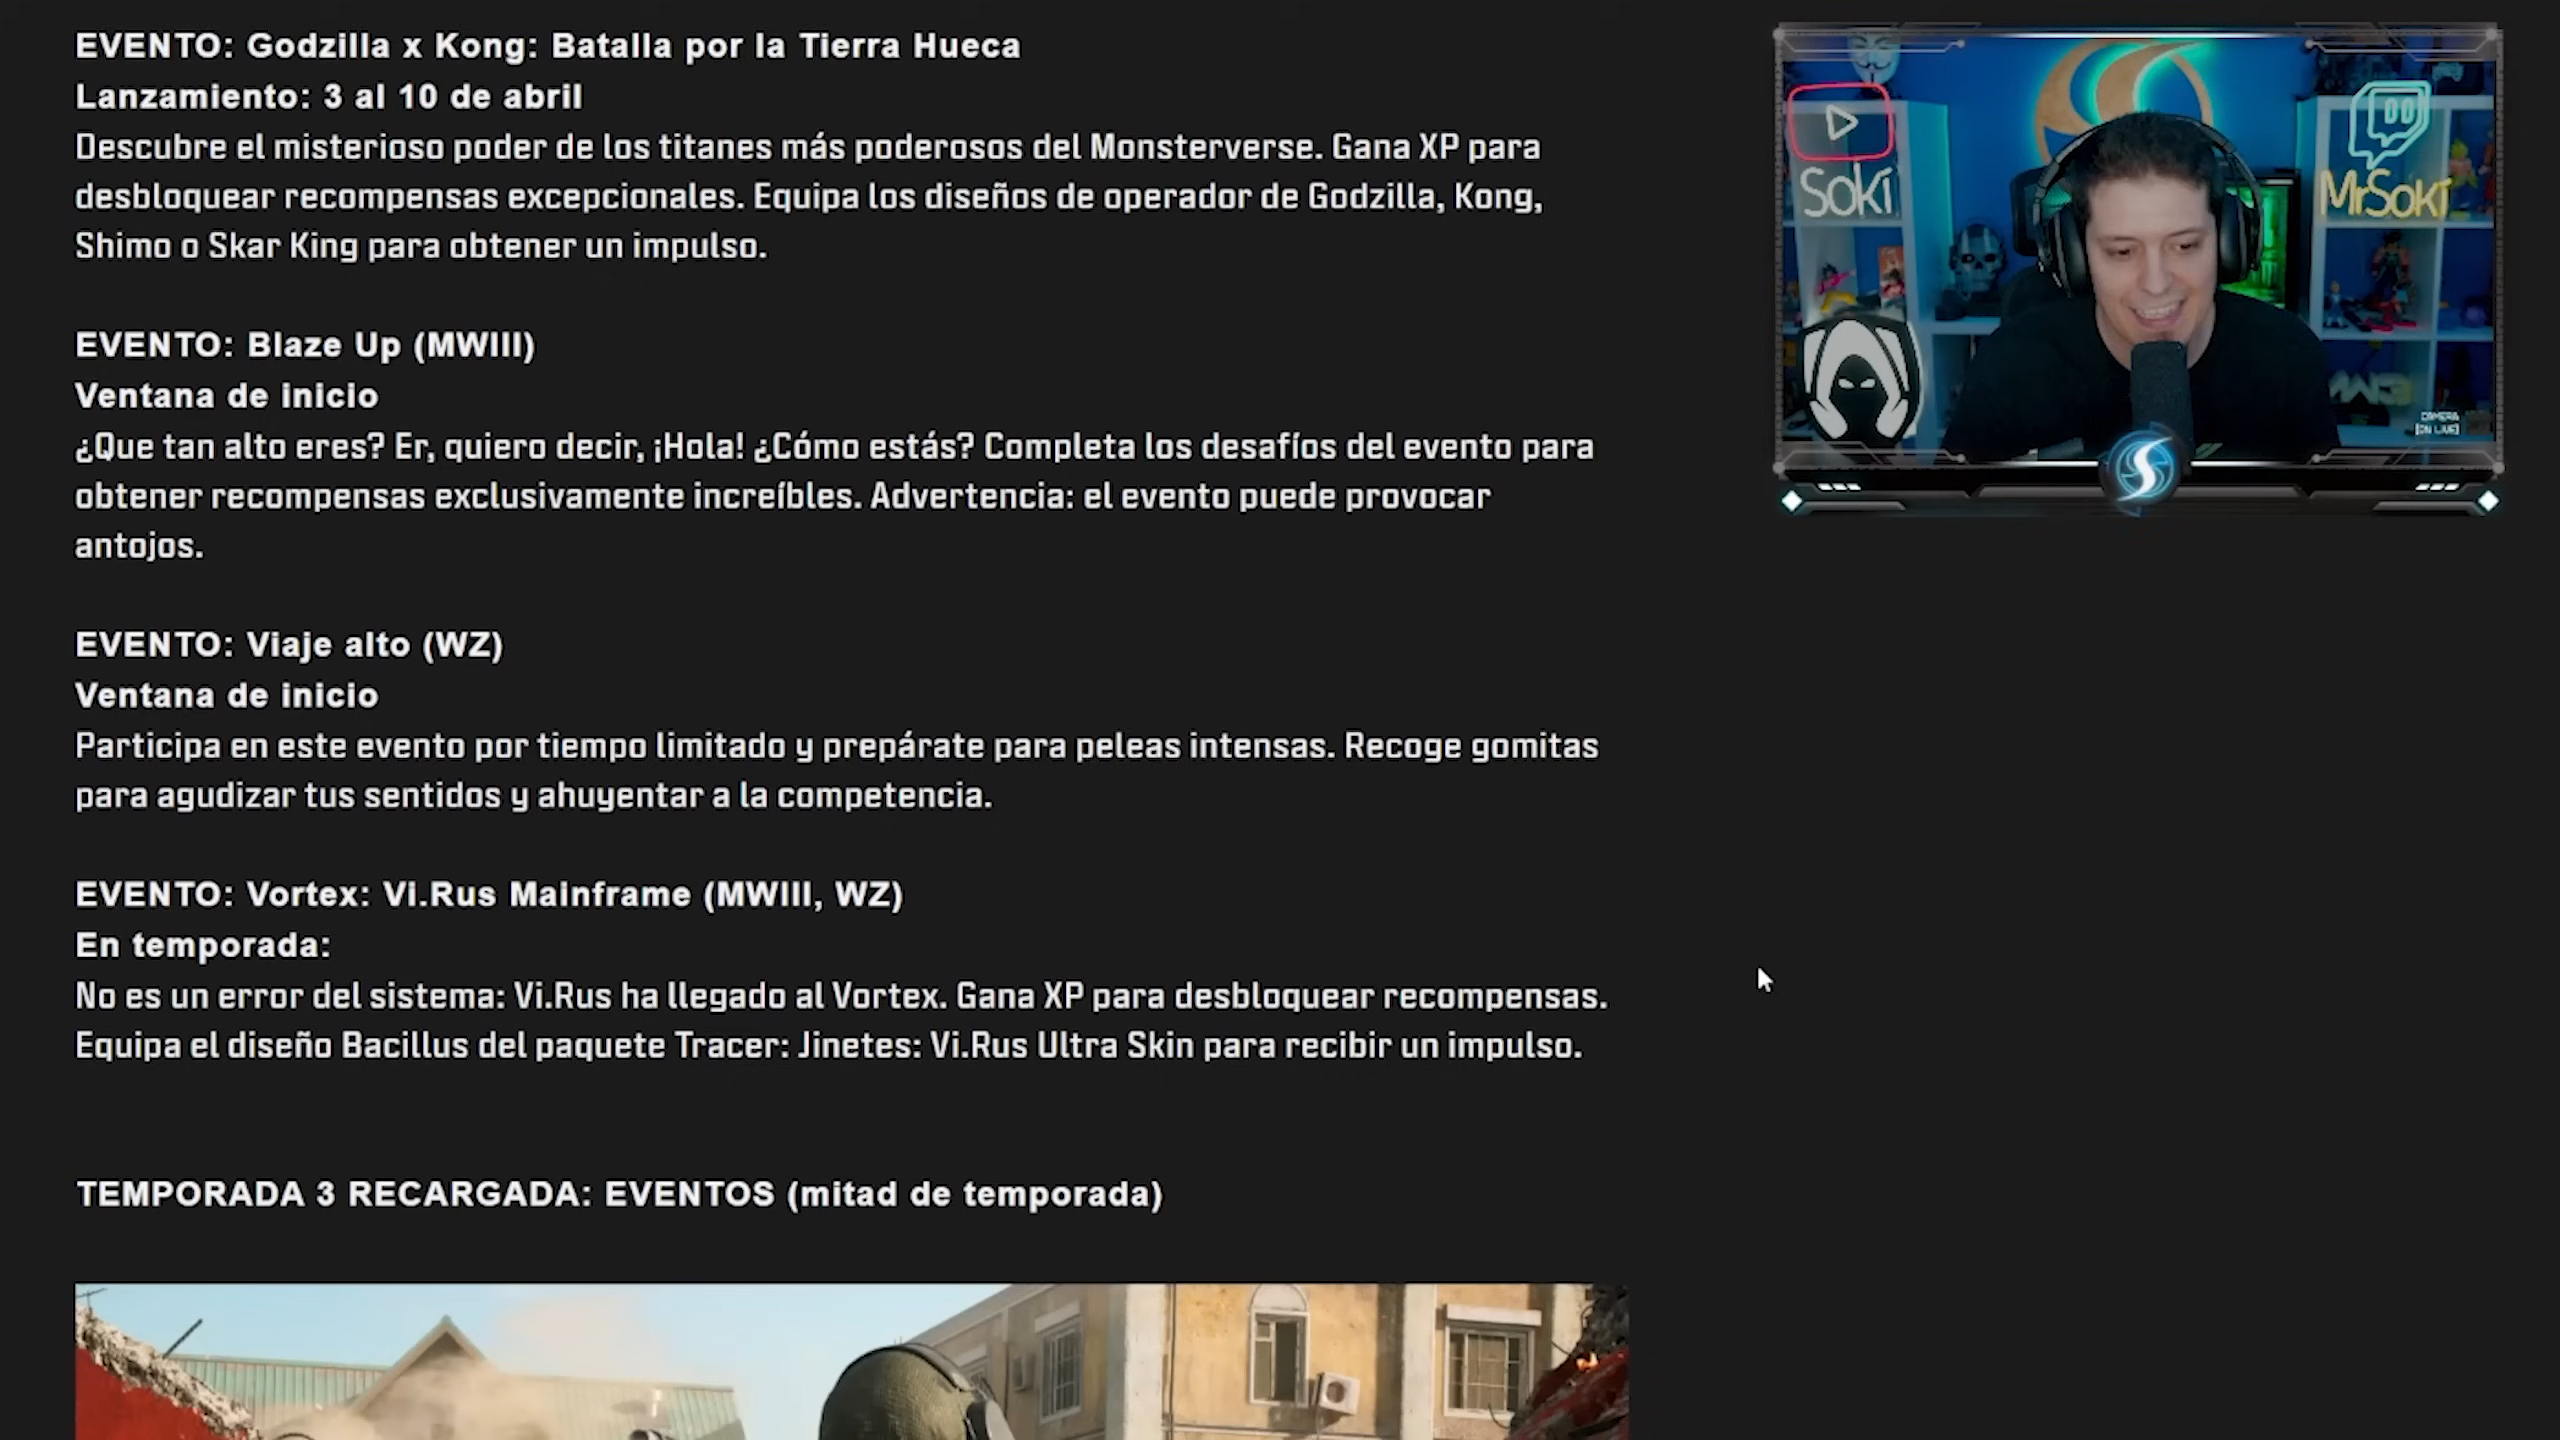 EVENTO: Godzilla x Kong: Batalla por la Tierra Hueca
Lanzamiento: 3 al 10 de abril
Descubre el misterioso poder de los titanes más poderosos del Monsterverse. Gana XP para
desbloquear recompensas excepcionales. Equipa los diseños de operador de Godzilla, Kong,
Shimo o Skar King para obtener un impulso.
EVENTO: Blaze Up (MWIII)
Ventana de inicio
¿Que tan alto eres? Er, quiero decir, ¡Hola! ¿Cómo estás? Completa los desafíos del evento para
obtener recompensas exclusivamente increíbles. Advertencia: el evento puede provocar
antojos.
EVENTO: Viaje alto (WZ)
Ventana de inicio
Participa en este evento por tiempo limitado y prepárate para peleas intensas. Recoge gomitas
para agudizar tus sentidos y ahuyentar a la competencia.
EVENTO: Vortex: Vi.Rus Mainframe (MWIII, WZ)
En temporada:
No es un error del sistema: Vi.Rus ha llegado al Vortex. Gana XP para desbloquear recompensas.
Equipa el diseño Bacillus del paquete Tracer: Jinetes: Vi.Rus Ultra Skin para recibir un impulso.
TEMPORADA 3 RECARGADA: EVENTOS (mitad de temporada)
Soki
MrSoki
CAMERA
[ON LIVE]